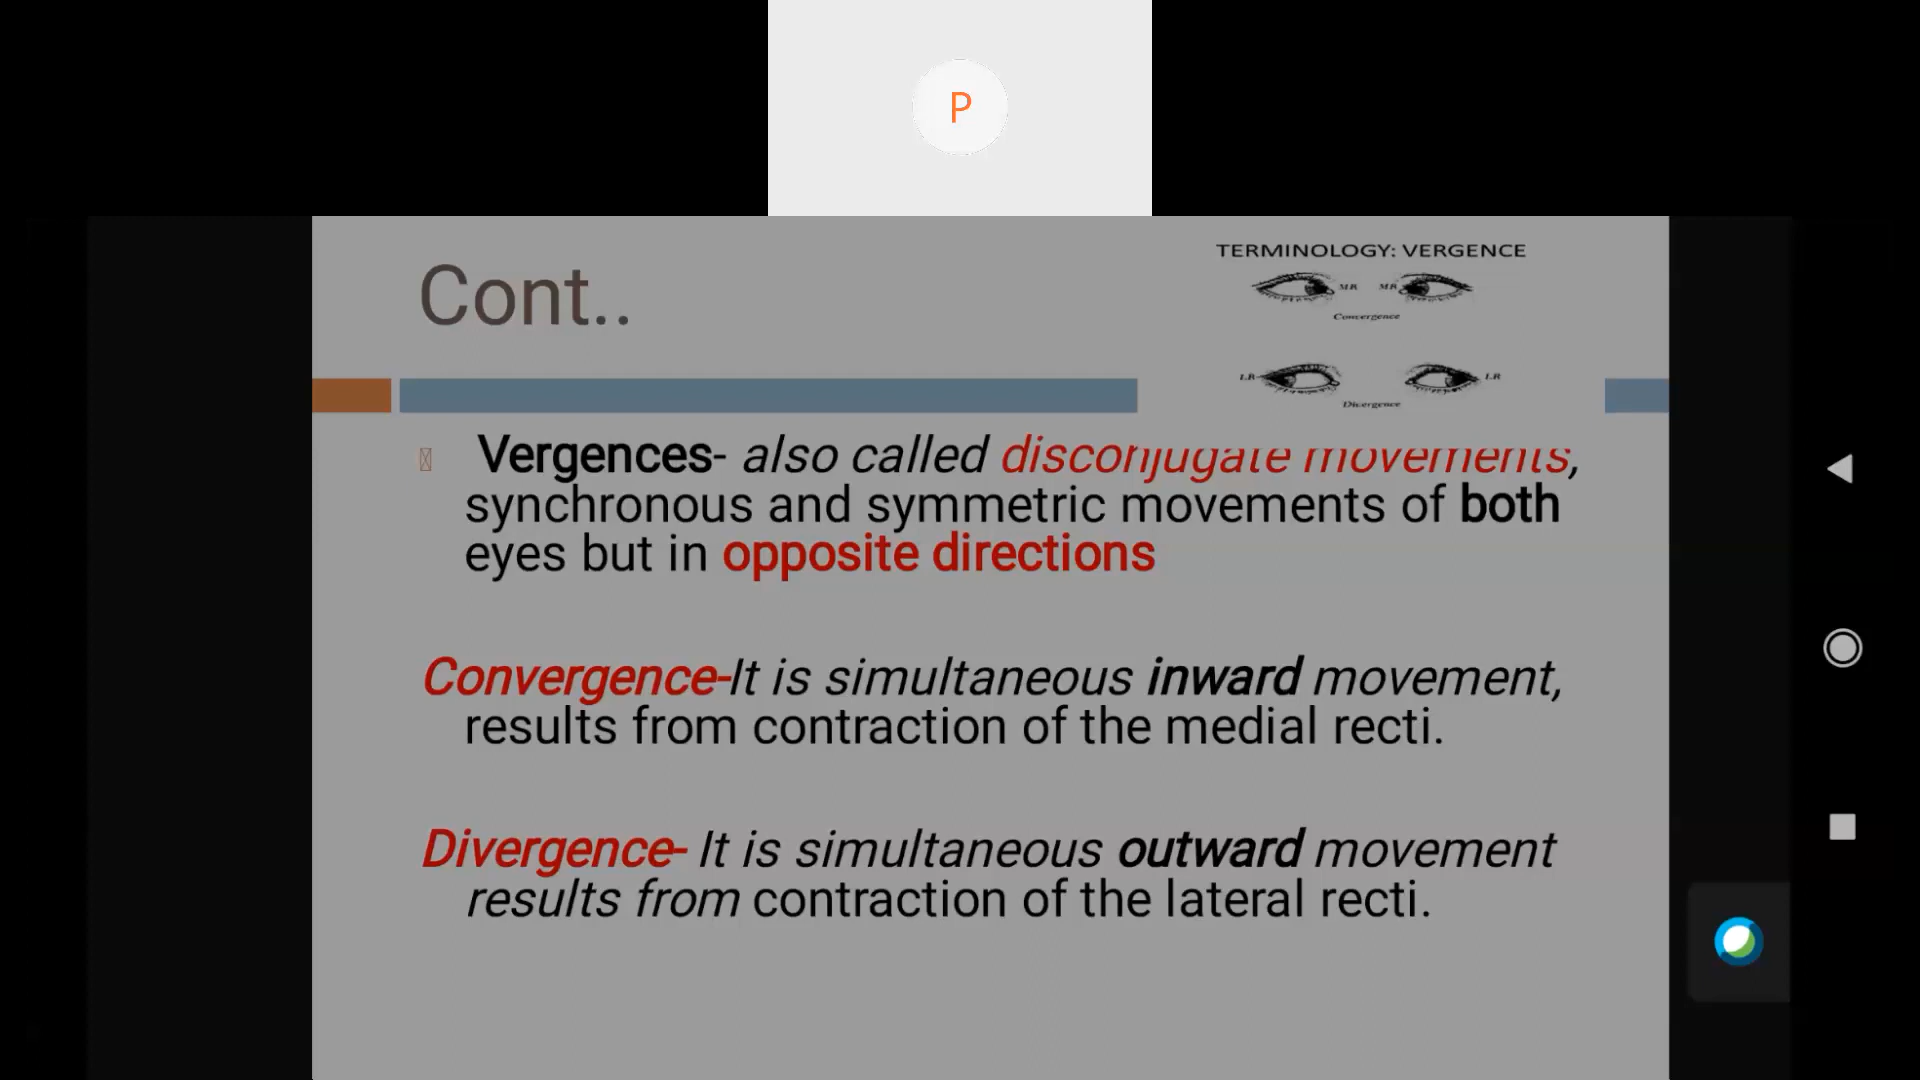 P
TERMINOLOGY: VERGENCE
Cont..
MR MR
Convergence
LR LR
Divergence
Vergences- also called disconjugate movements,
synchronous and symmetric movements of both
eyes but in opposite directions
Convergence-It is simultaneous inward movement,
results from contraction of the medial recti.
Divergence- It is simultaneous outward movement
results from contraction of the lateral recti.